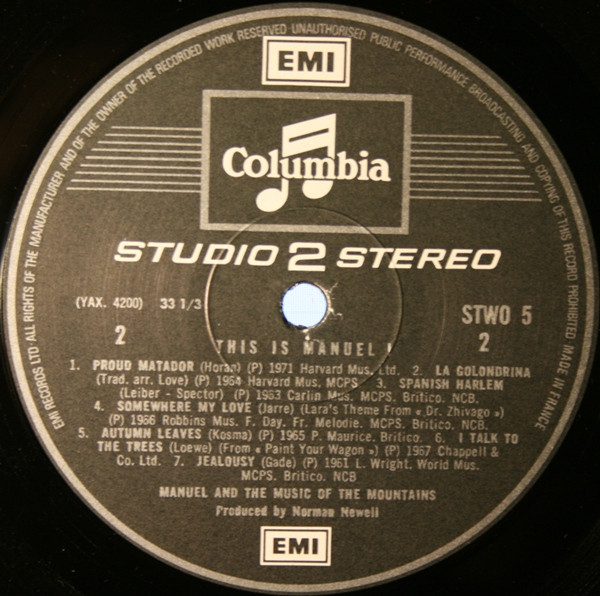 EMI RECORDS LTD·ALL RIGHTS OF THE MANUFACTURER AND OF THE OWNER OF THE RECORDED WORK RESERVED·UNAUTHORISED PUBLIC PERFORMANCE BROADCASTING AND COPYING OF THIS RECORD PROHIBITED MADE IN FRANCE
EMI
Columbia
STUDIO 2 STEREO
(YAX. 4200) 33 1/3
STWO 5
2
2
THIS IS MANUEL !
1. PROUD MATADOR (Horan) (P) 1971 Harvard Mus. Ltd. 2. LA GOLONDRINA
(Trad. arr. Love) (P) 1964 Harvard Mus. MCPS. 3. SPANISH HARLEM
(Leiber - Spector) (P) 1963 Carlin Mus. MCPS. Britico. NCB.
4. SOMEWHERE MY LOVE (Jarre) (Lara's Theme From « Dr. Zhivago »)
(P) 1966 Robbins Mus. F. Day. Fr. Melodie. MCPS. Britico. NCB.
5. AUTUMN LEAVES (Kosma) (P) 1965 P. Maurice. Britico. 6. I TALK TO
THE TREES (Loewe) (From « Paint Your Wagon ») (P) 1967 Chappell &
Co. Ltd. 7. JEALOUSY (Gade) (P) 1961 L. Wright. World Mus.
MCPS. Britico. NCB
MANUEL AND THE MUSIC OF THE MOUNTAINS
Produced by Norman Newell
EMI